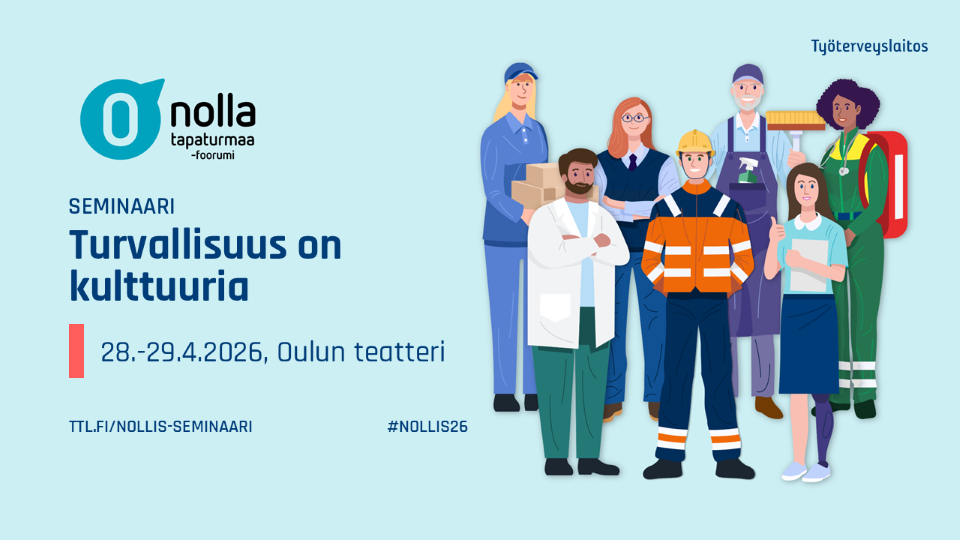 Työterveyslaitos
0 nolla
tapaturmaa
-foorumi
SEMINAARI
Turvallisuus on
kulttuuria
28.-29.4.2026, Oulun teatteri
TTL.FI/NOLLIS-SEMINAARI
#NOLLIS26